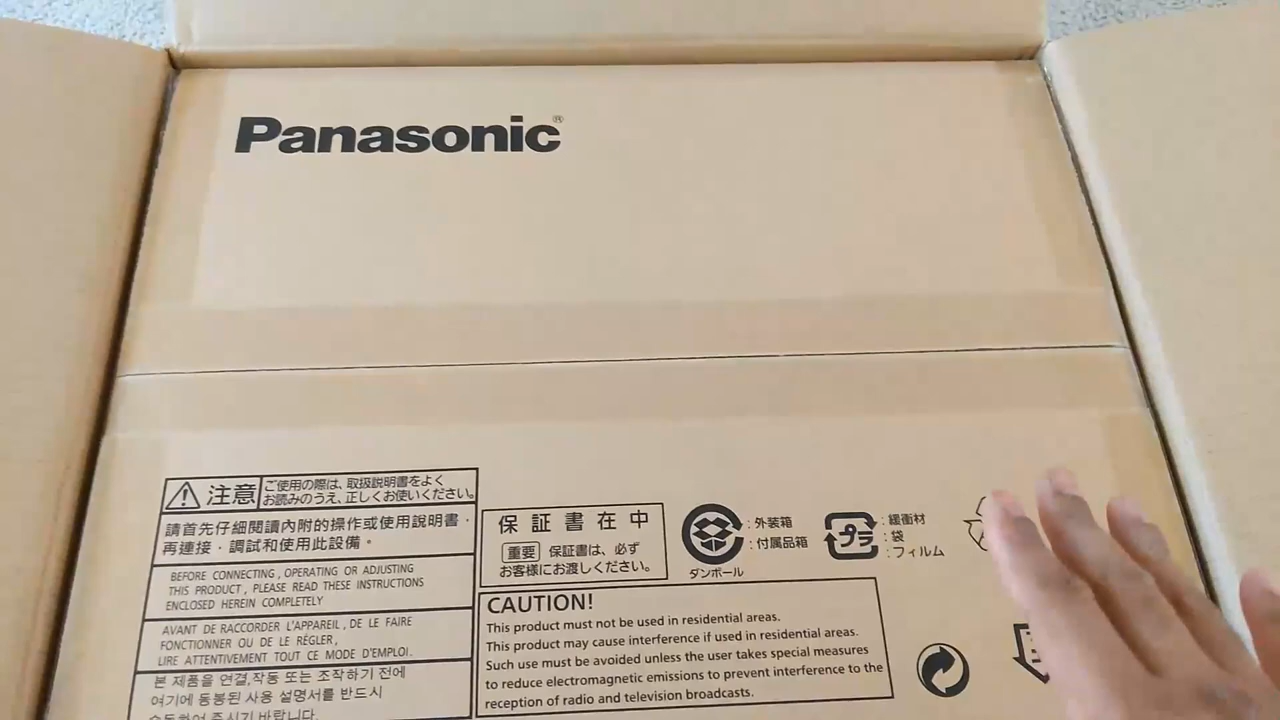 Panasonic®
注意
ご使用の際は、取扱説明書をよく
お読みのうえ、正しくお使いください。
請首先仔細閱讀內附的操作或使用說明書，
再連接，調試和使用此設備。
BEFORE CONNECTING, OPERATING OR ADJUSTING
THIS PRODUCT, PLEASE READ THESE INSTRUCTIONS
ENCLOSED HEREIN COMPLETELY
AVANT DE RACCORDER L'APPAREIL, DE LE FAIRE
FONCTIONNER OU DE LE RÉGLER,
LIRE ATTENTIVEMENT TOUT CE MODE D'EMPLOI.
본 제품을 연결,작동 또는 조작하기 전에
여기에 동봉된 사용 설명서를 반드시
保証書在中
重要 保証書は、必ず
お客様にお渡しください。
:外装箱
:付属品箱
ダンボール
プラ
:緩衝材
:袋
:フィルム
CAUTION!
This product must not be used in residential areas.
This product may cause interference if used in residential areas.
Such use must be avoided unless the user takes special measures
to reduce electromagnetic emissions to prevent interference to the
reception of radio and television broadcasts.